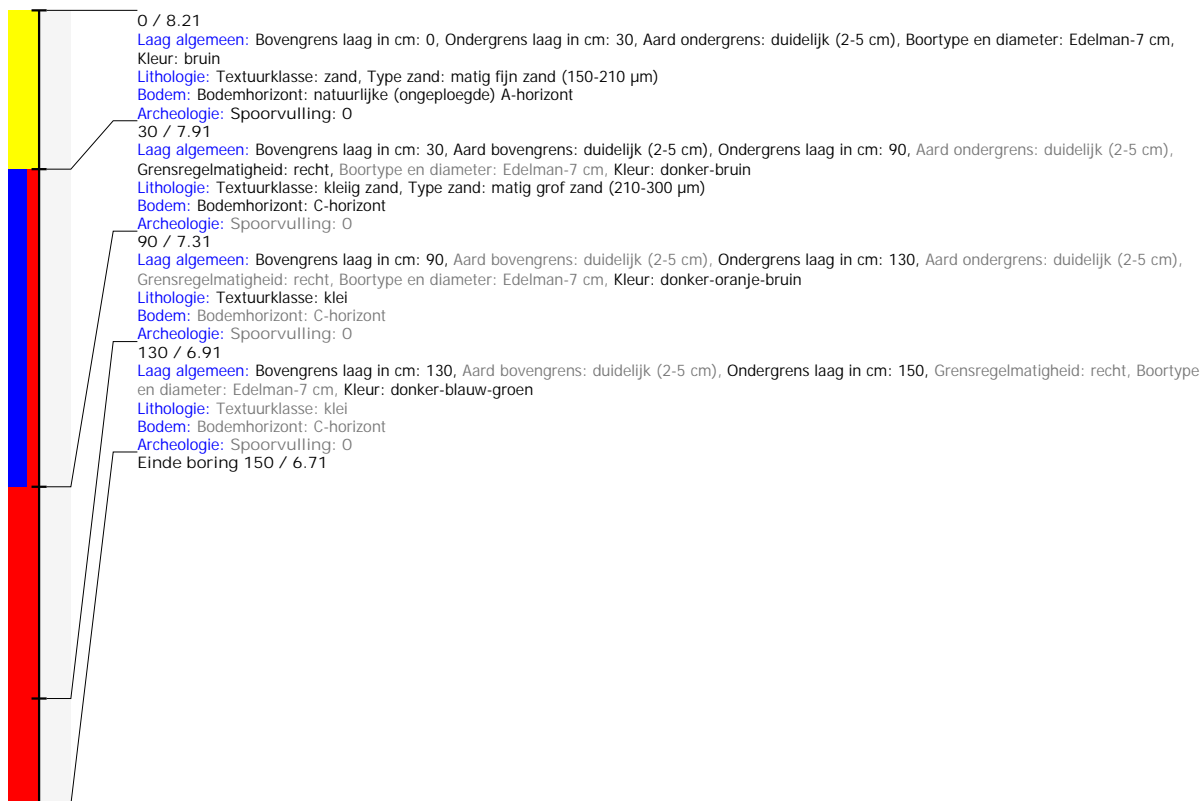 0 / 8.21
Laag algemeen: Bovengrens laag in cm: 0, Ondergrens laag in cm: 30, Aard ondergrens: duidelijk (2-5 cm), Boortype en diameter: Edelman-7 cm,
Kleur: bruin
Lithologie: Textuurklasse: zand, Type zand: matig fijn zand (150-210 µm)
Bodem: Bodemhorizont: natuurlijke (ongeploegde) A-horizont
Archeologie: Spoorvulling: 0
30 / 7.91
Laag algemeen: Bovengrens laag in cm: 30, Aard bovengrens: duidelijk (2-5 cm), Ondergrens laag in cm: 90, Aard ondergrens: duidelijk (2-5 cm),
Grensregelmatigheid: recht, Boortype en diameter: Edelman-7 cm, Kleur: donker-bruin
Lithologie: Textuurklasse: kleiig zand, Type zand: matig grof zand (210-300 µm)
Bodem: Bodemhorizont: C-horizont
Archeologie: Spoorvulling: 0
90 / 7.31
Laag algemeen: Bovengrens laag in cm: 90, Aard bovengrens: duidelijk (2-5 cm), Ondergrens laag in cm: 130, Aard ondergrens: duidelijk (2-5 cm),
Grensregelmatigheid: recht, Boortype en diameter: Edelman-7 cm, Kleur: donker-oranje-bruin
Lithologie: Textuurklasse: klei
Bodem: Bodemhorizont: C-horizont
Archeologie: Spoorvulling: 0
130 / 6.91
Laag algemeen: Bovengrens laag in cm: 130, Aard bovengrens: duidelijk (2-5 cm), Ondergrens laag in cm: 150, Grensregelmatigheid: recht, Boortype
en diameter: Edelman-7 cm, Kleur: donker-blauw-groen
Lithologie: Textuurklasse: klei
Bodem: Bodemhorizont: C-horizont
Archeologie: Spoorvulling: 0
Einde boring 150 / 6.71